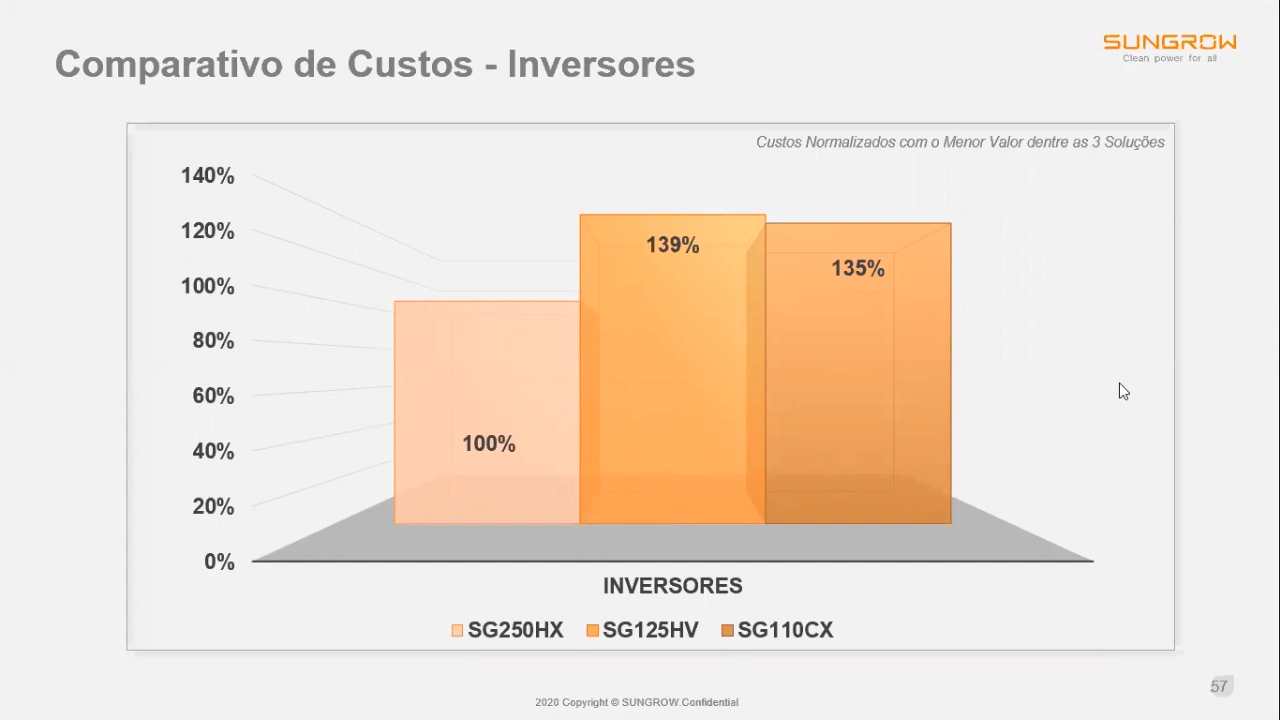 SUNGROW
Clean power for all
Comparativo de Custos - Inversores
Custos Normalizados com o Menor Valor dentre as 3 Soluções
140%
120%
100%
80%
60%
40%
20%
0%
100%
139%
135%
INVERSORES
SG250HX SG125HV SG110CX
57
2020 Copyright © SUNGROW.Confidential